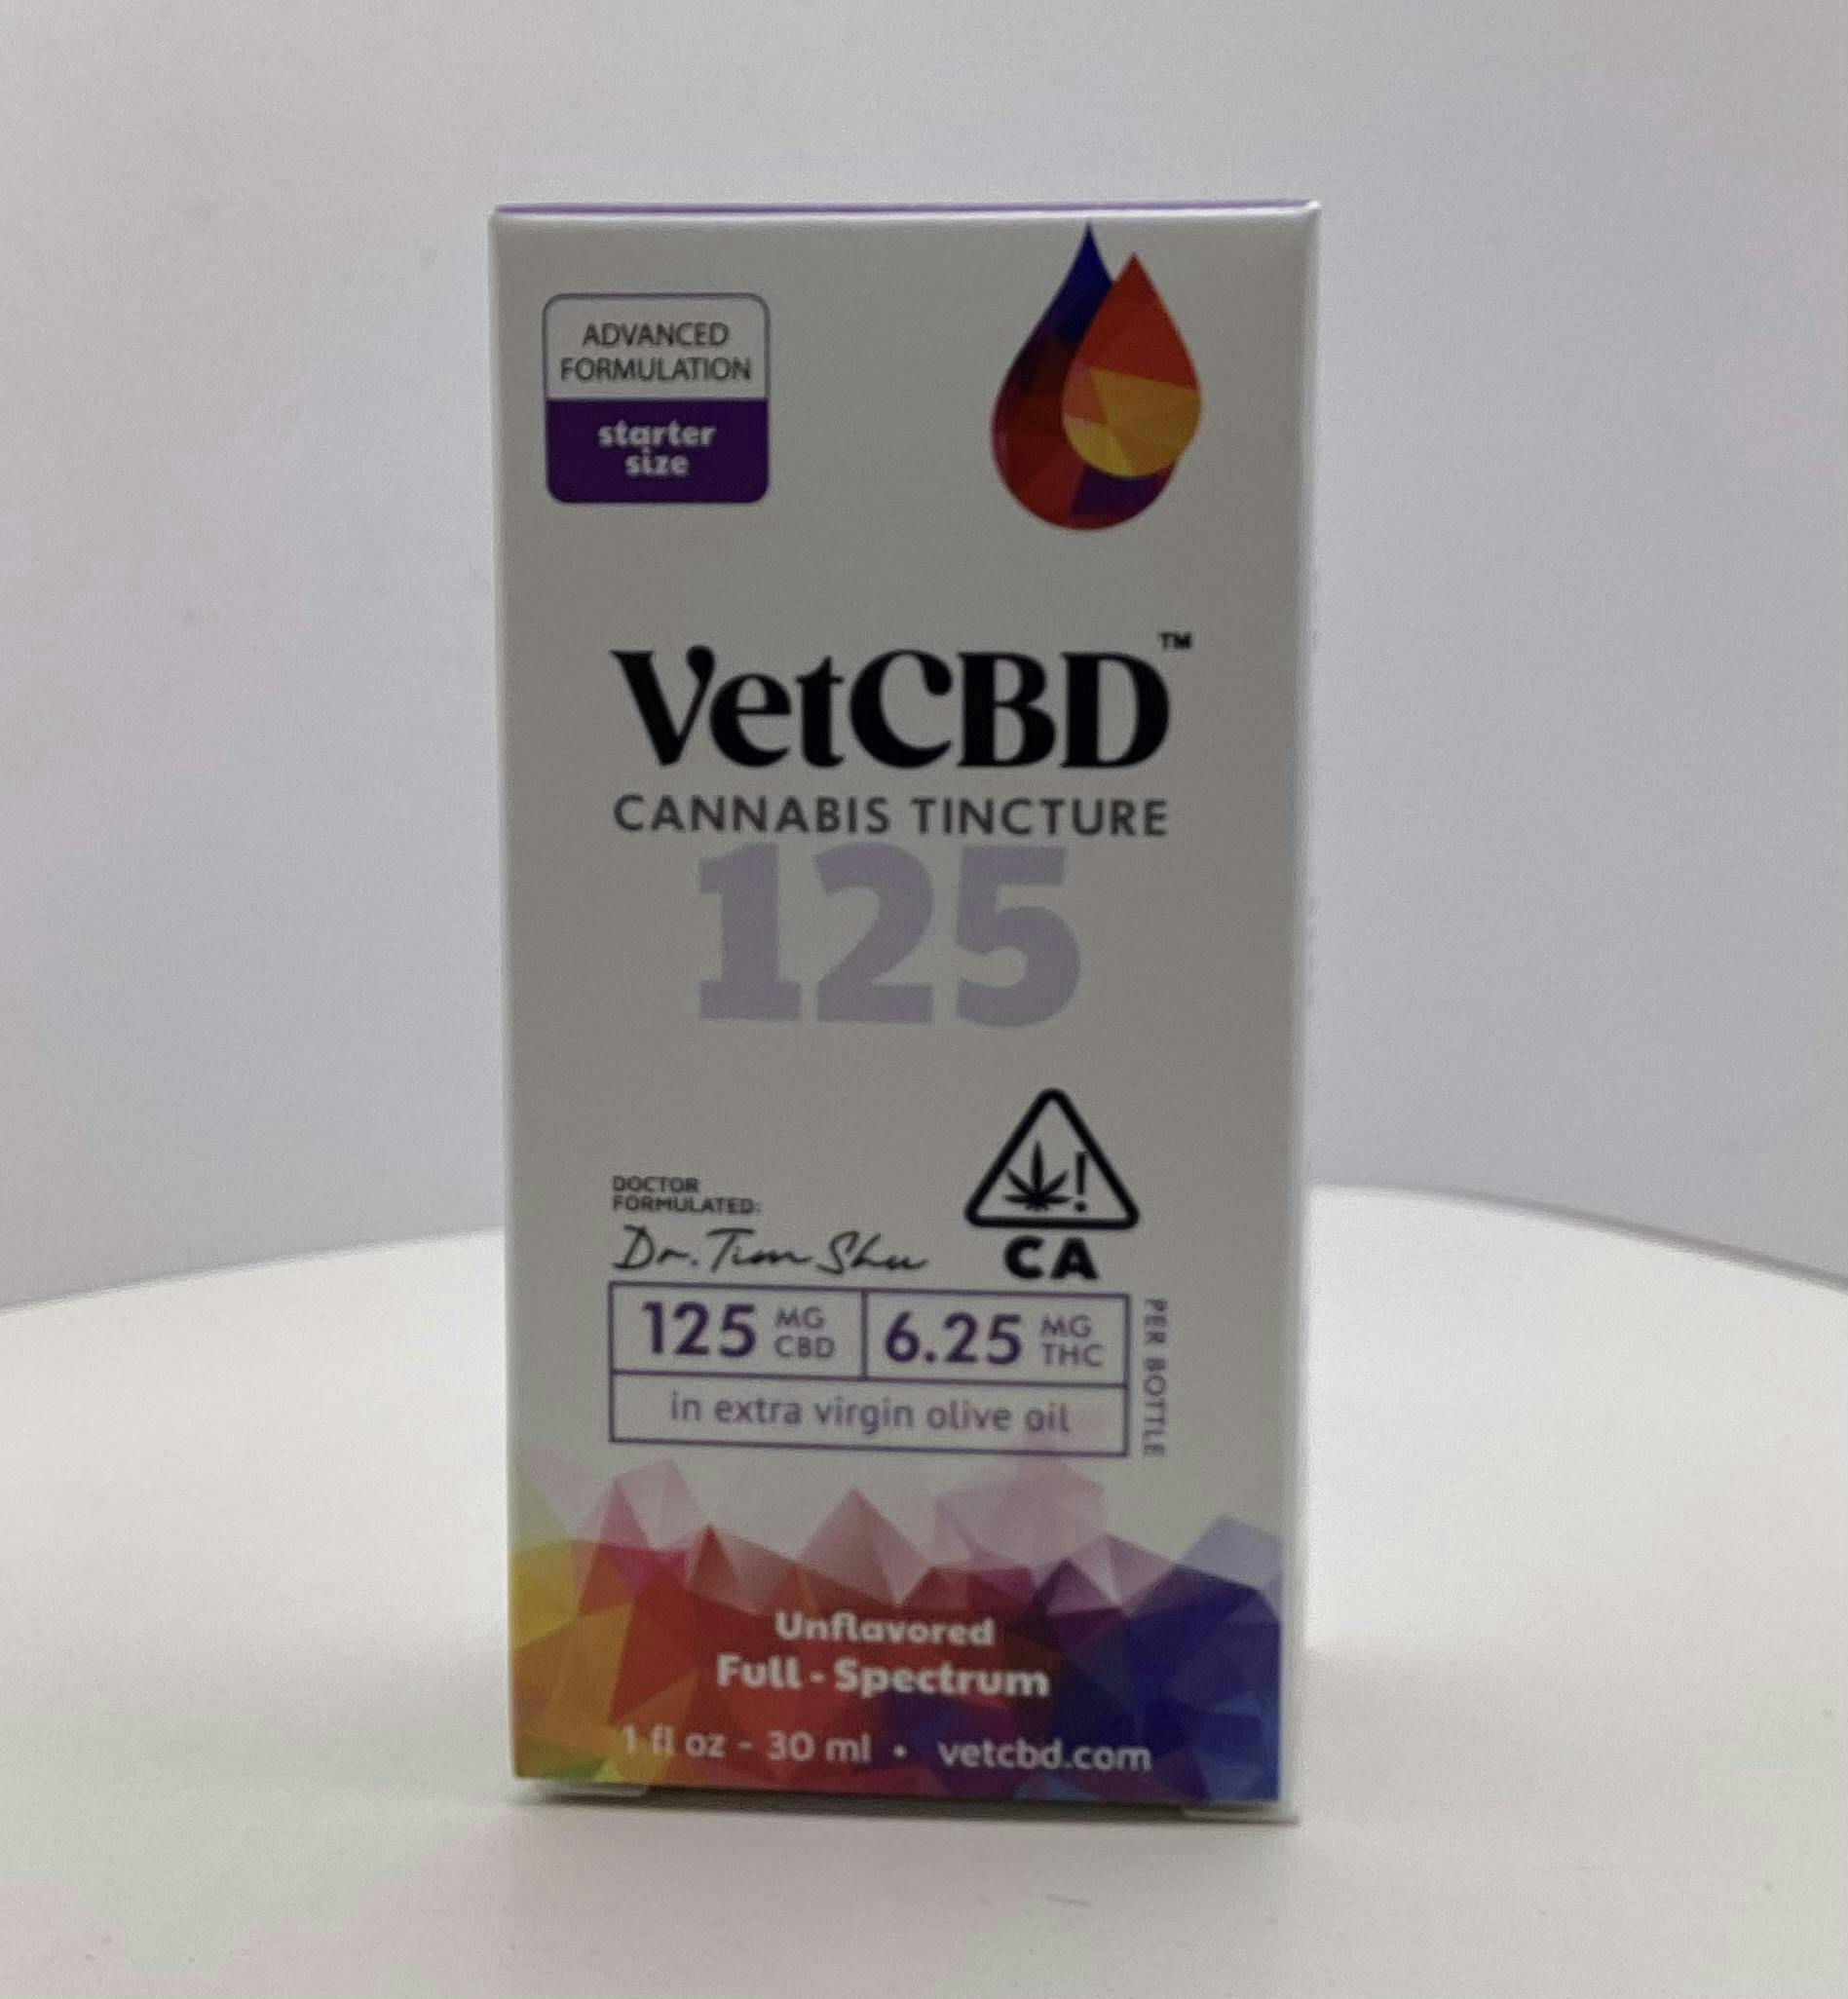 ADVANCED
FORMULATION
starter
size
VetCBD™
CANNABIS TINCTURE
125
DOCTOR
FORMULATED:
Dr. Tim Shu
CA
125 MG CBD
6.25 MG THC
PER BOTTLE
in extra virgin olive oil
Unflavored
Full - Spectrum
1 fl oz - 30 ml • vetcbd.com